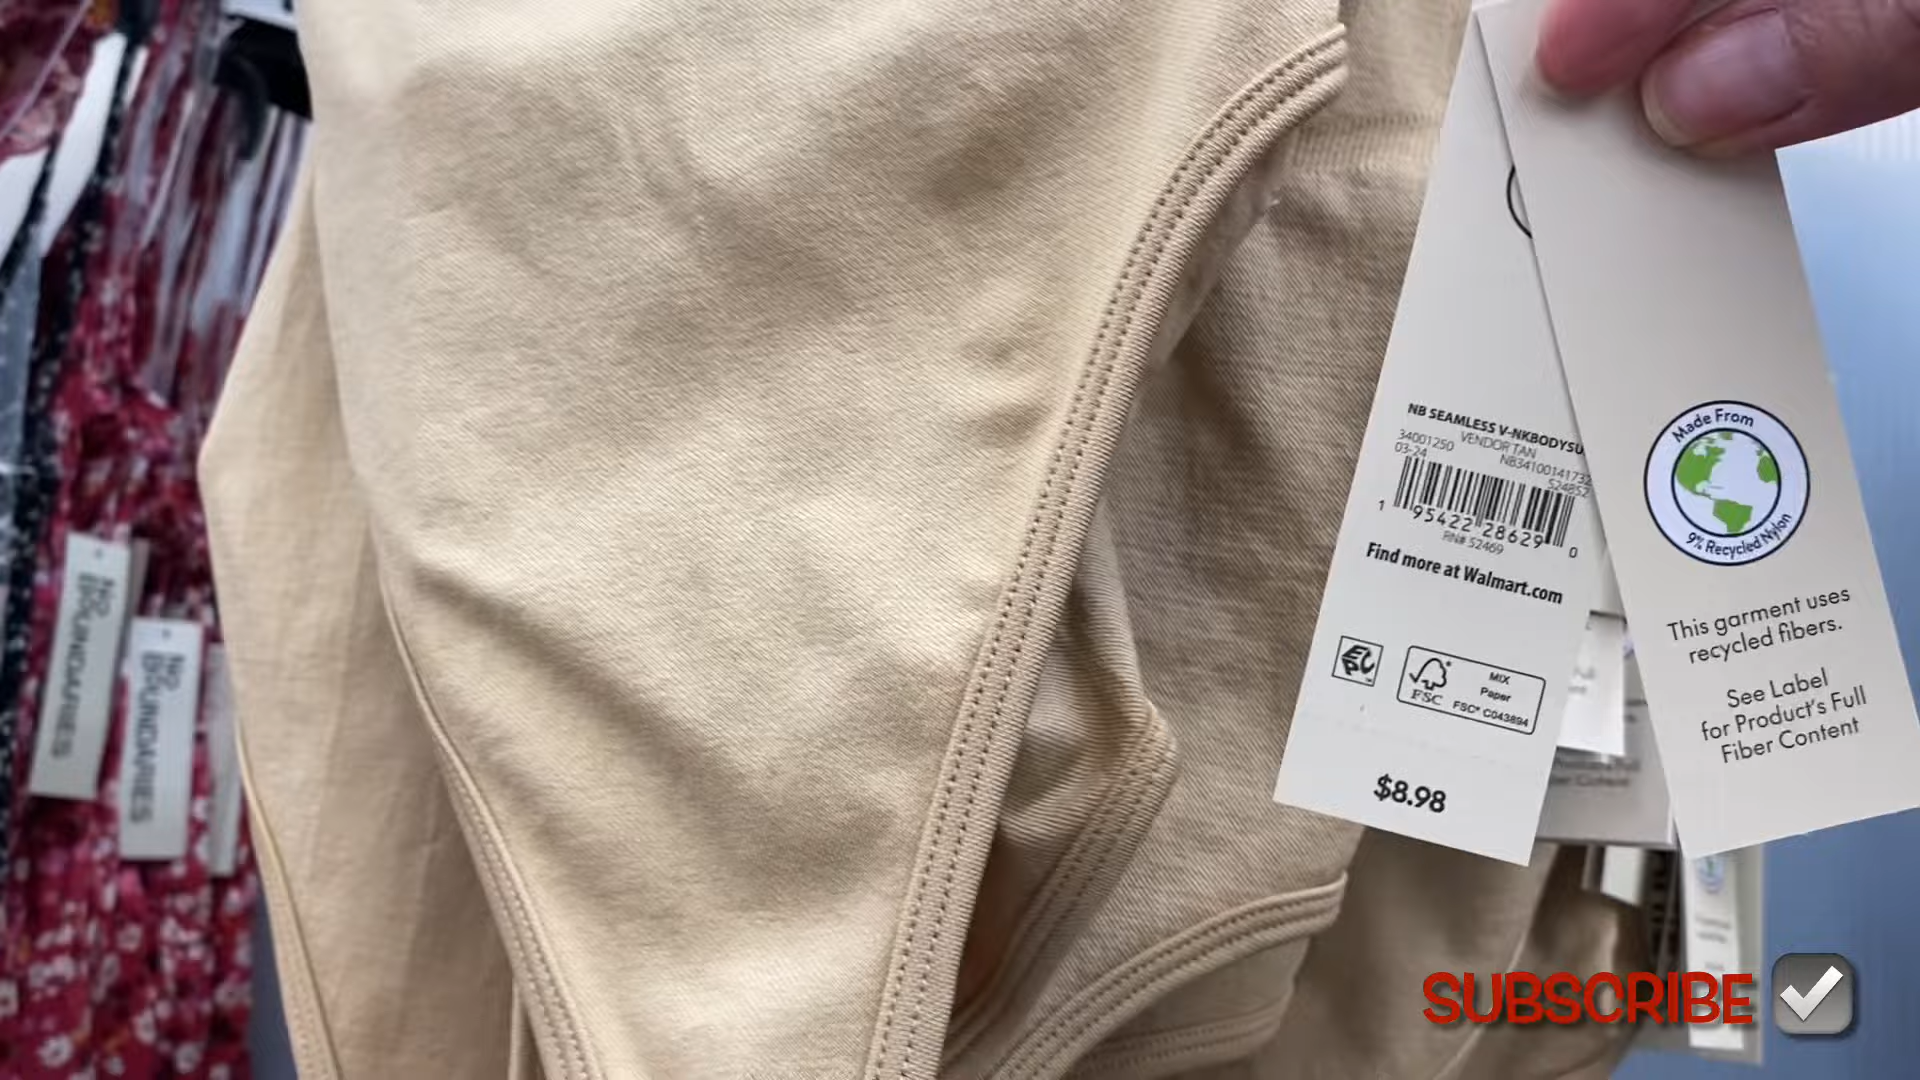 NO
BOUNDARIES
NO
BOUNDARIES
NB SEAMLESS V-NKBODYSU
34001250 VENDOR TAN
03-24 NB34100141732
524852
1 95422 28629 0
RN# 52469
Find more at Walmart.com
EPC
FSC
MIX
Paper
FSC® C043894
$8.98
Made From
9% Recycled Nylon
This garment uses
recycled fibers.
See Label
for Product's Full
Fiber Content
SUBSCRIBE